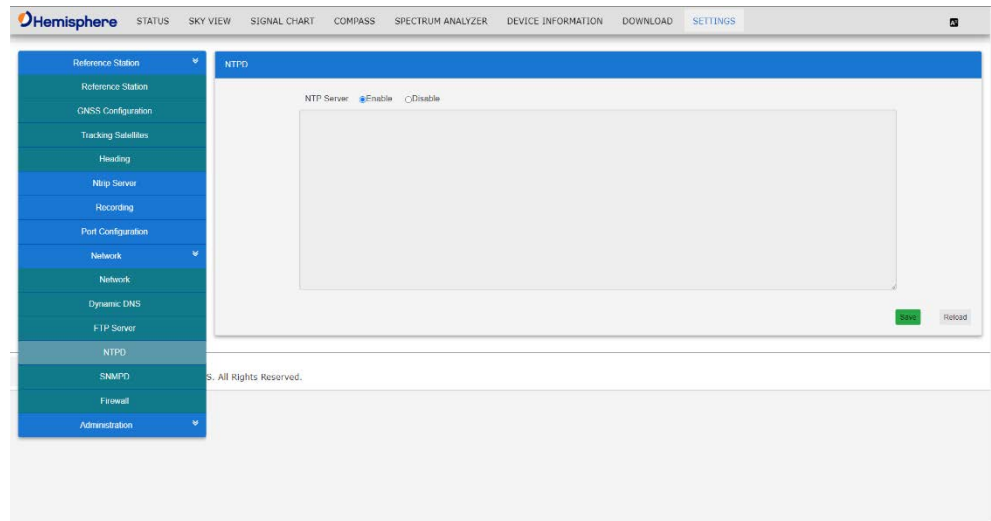 Hemisphere STATUS SKY VIEW SIGNAL CHART COMPASS SPECTRUM ANALYZER DEVICE INFORMATION DOWNLOAD SETTINGS
Reference Station
Reference Station
GNSS Configuration
Tracking Satellites
Heading
Ntrip Server
Recording
Port Configuration
Network
Network
Dynamic DNS
FTP Server
NTPD
SNMPD
Firewall
Administration
NTPD
NTP Server Enable Disable
Save Reload
S. All Rights Reserved.